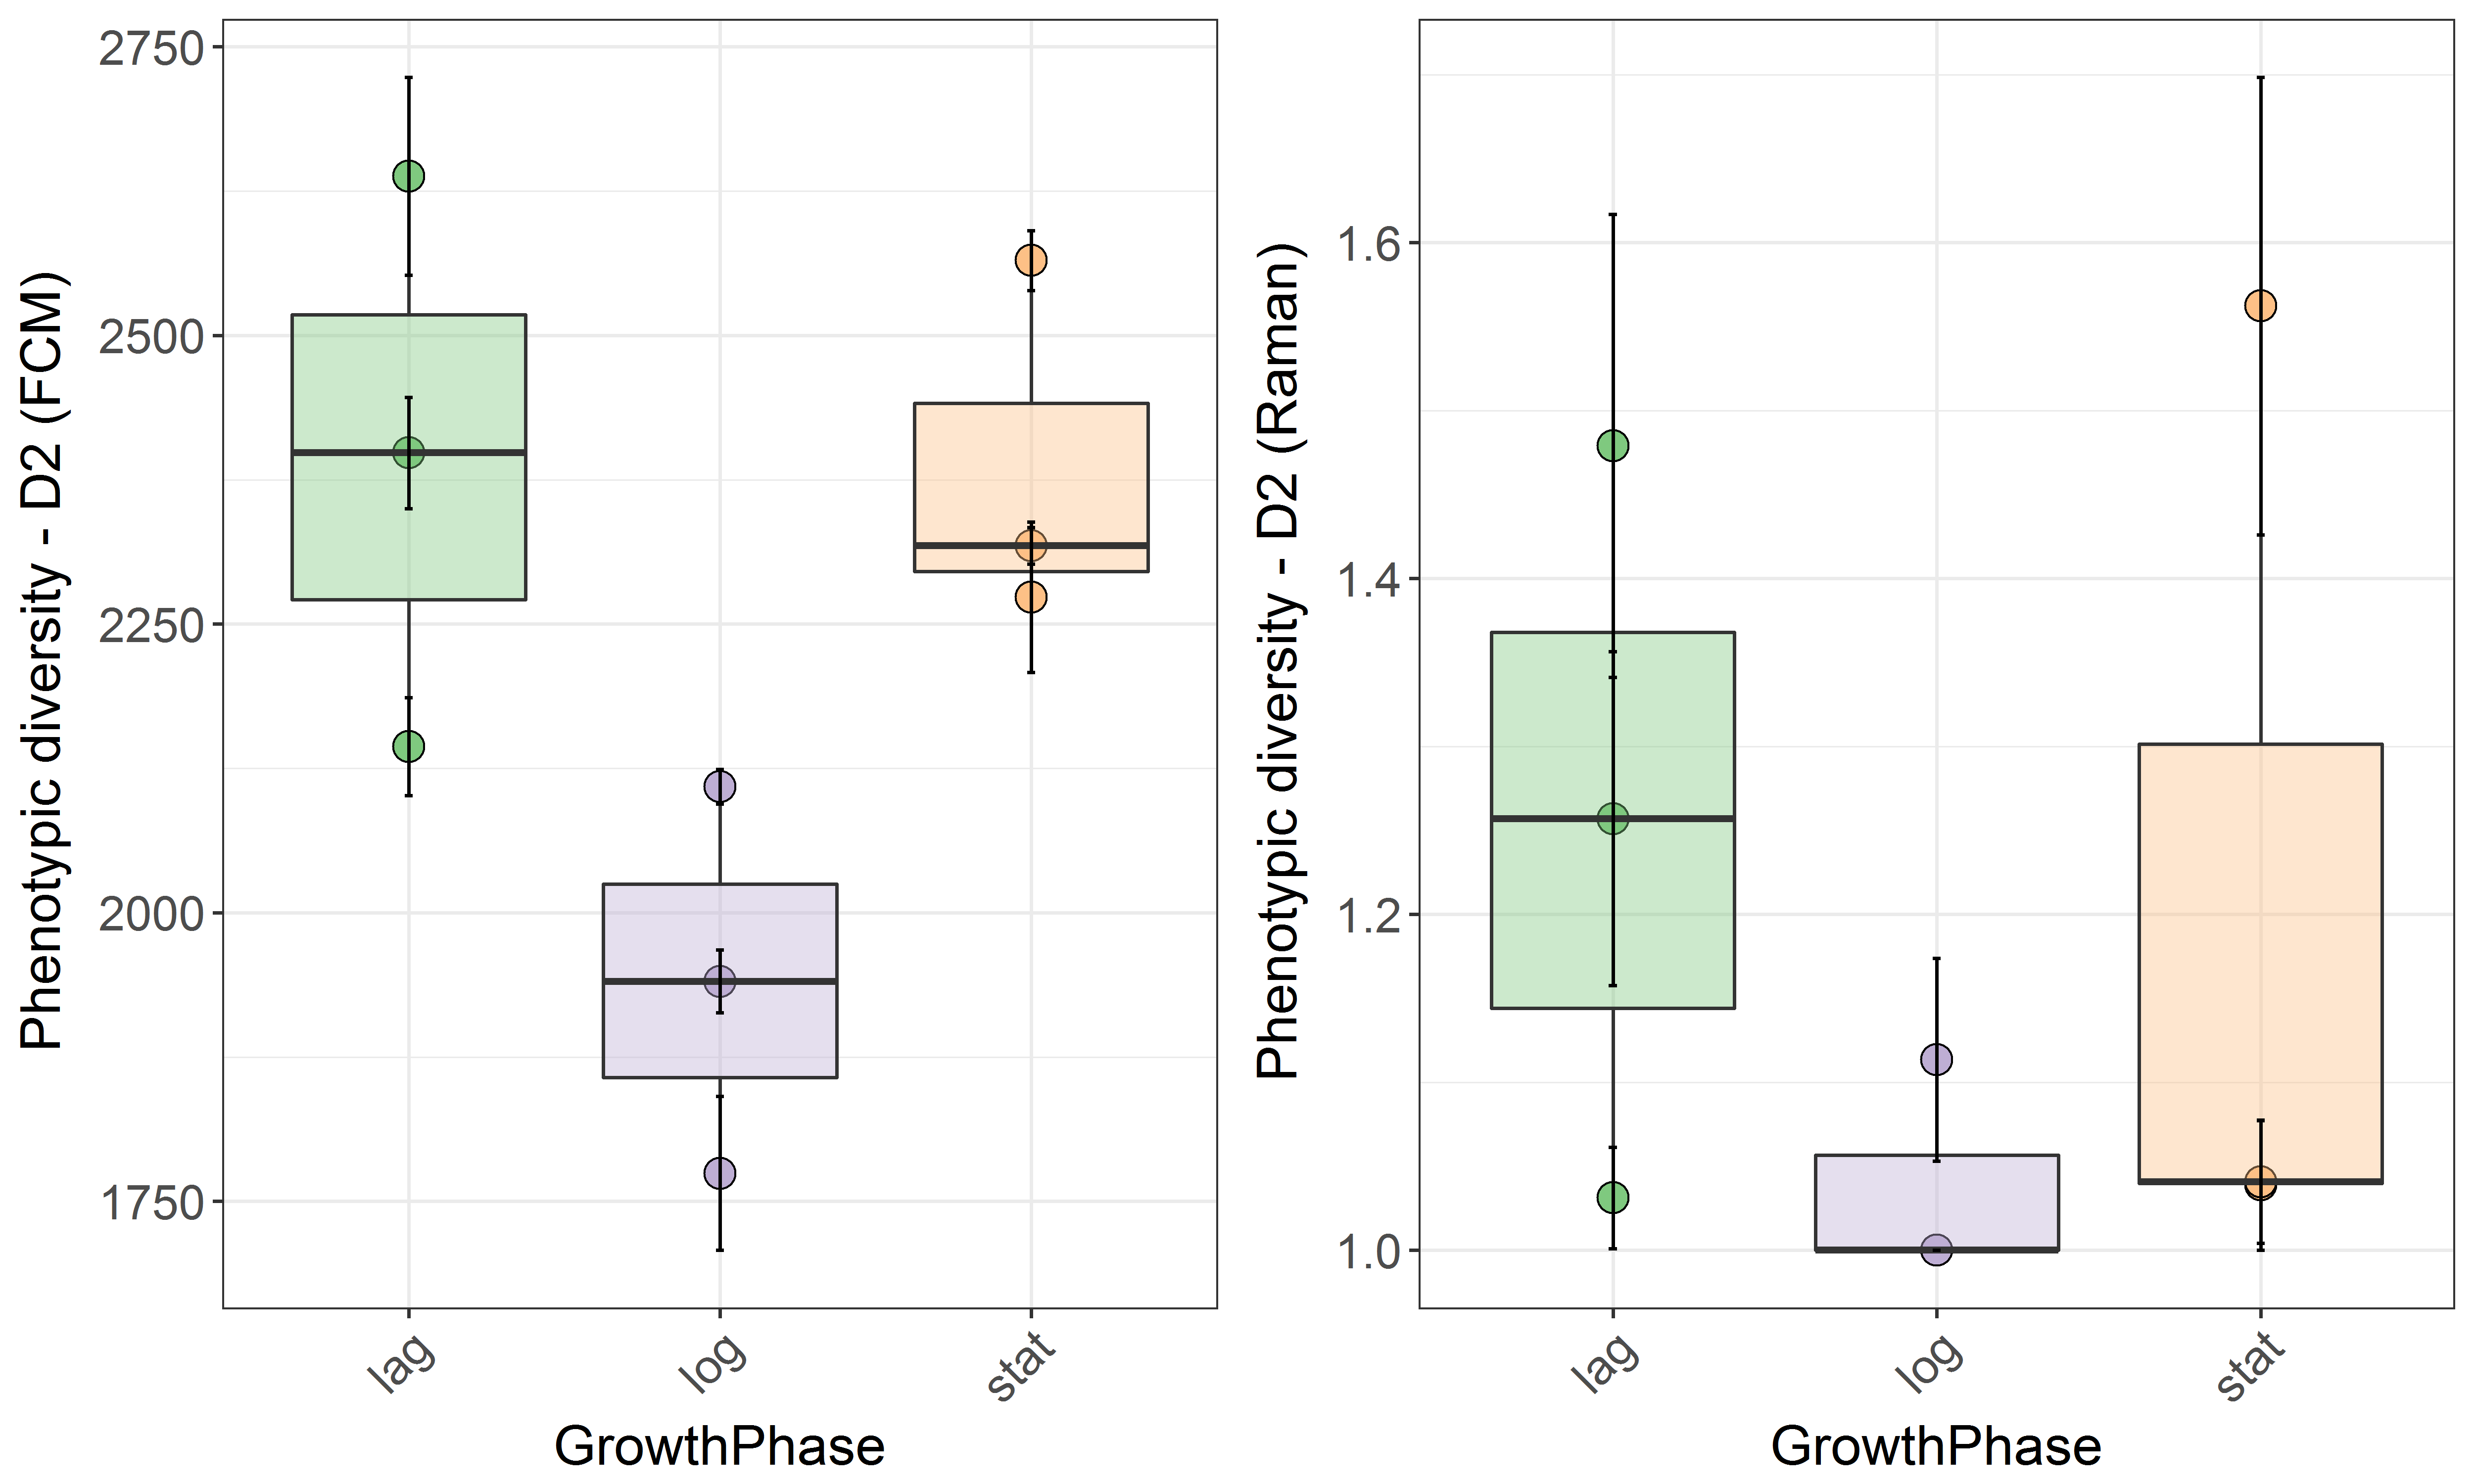 Phenotypic diversity - D2 (FCM)
2750
2500
2250
2000
1750
lag
log
stat
GrowthPhase
Phenotypic diversity - D2 (Raman)
1.6
1.4
1.2
1.0
lag
log
stat
GrowthPhase